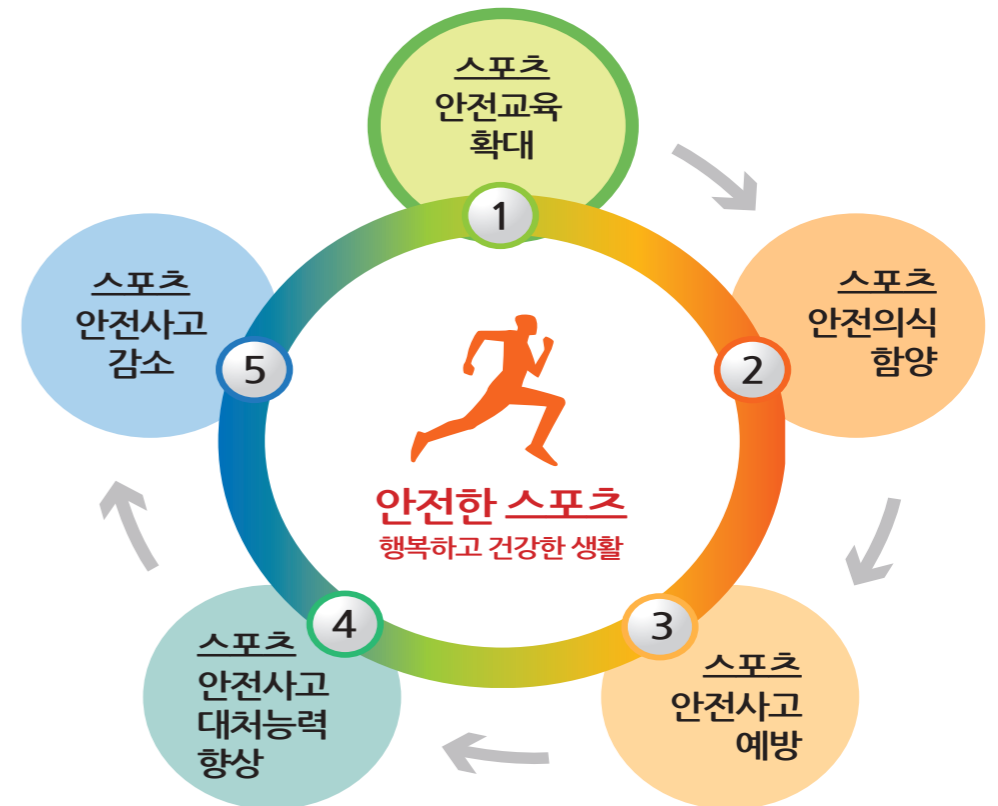 스포츠
안전교육
확대
1
스포츠
안전의식
함양
2
스포츠
안전사고
예방
3
스포츠
안전사고
대처능력
향상
4
스포츠
안전사고
감소
5
안전한 스포츠
행복하고 건강한 생활